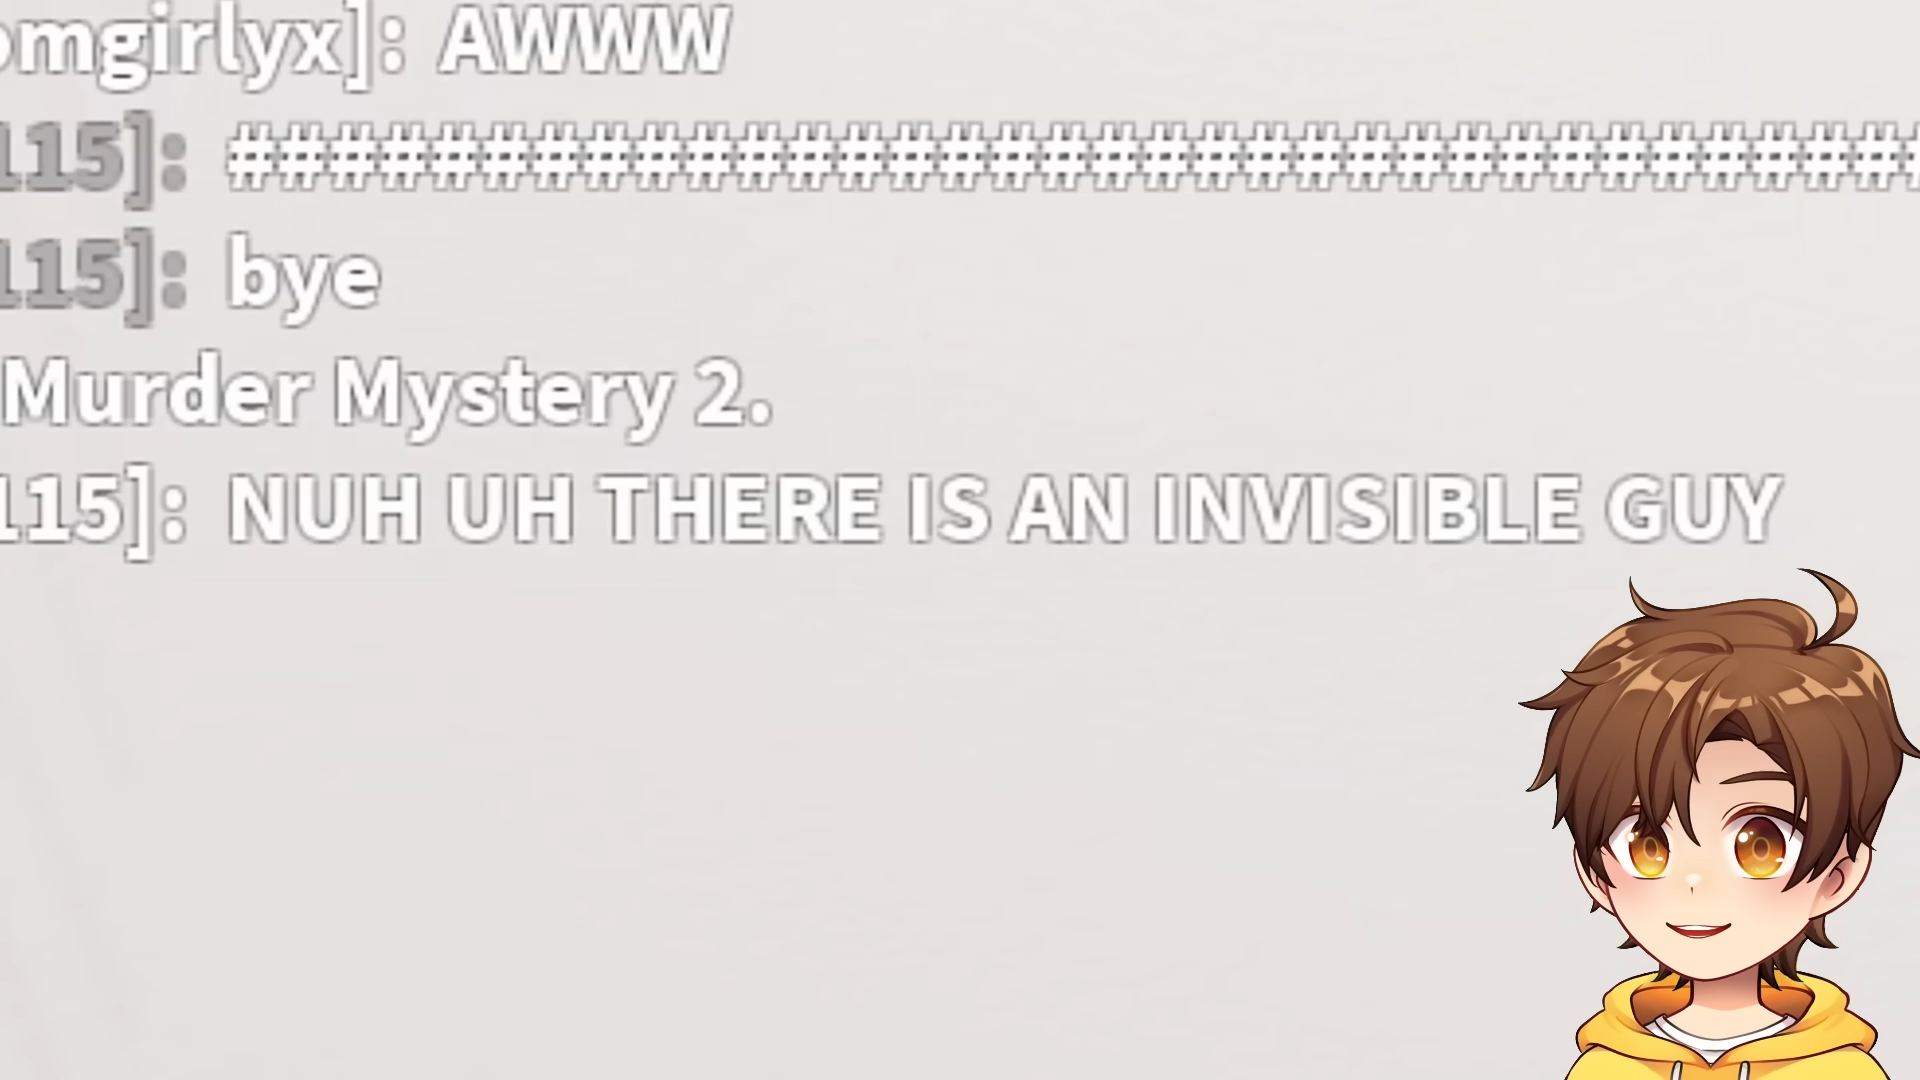 omgirlyx]: AWWW
115]: #################################
115]: bye
Murder Mystery 2.
115]: NUH UH THERE IS AN INVISIBLE GUY